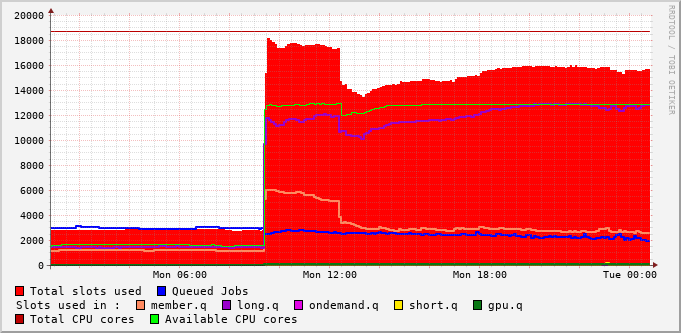 RRDTOOL / TOBI OETIKER
20000
18000
16000
14000
12000
10000
8000
6000
4000
2000
0
Mon 06:00 Mon 12:00 Mon 18:00 Tue 00:00
Total slots used Queued Jobs
Slots used in : member.q long.q ondemand.q short.q gpu.q
Total CPU cores Available CPU cores